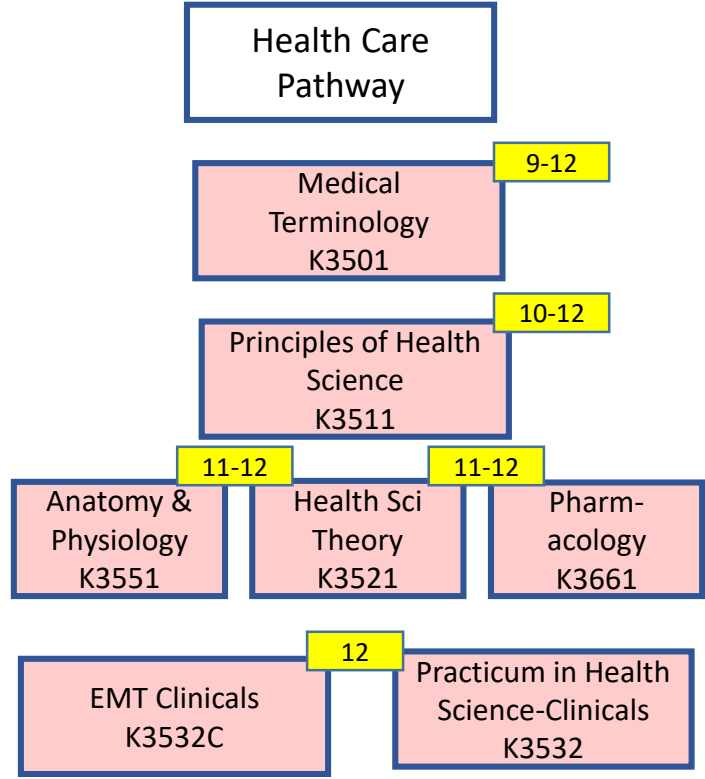 Health Care
Pathway
9-12
Medical
Terminology
K3501
10-12
Principles of Health
Science
K3511
11-12
11-12
Anatomy &
Physiology
K3551
Health Sci
Theory
K3521
Pharm-
acology
K3661
12
EMT Clinicals
K3532C
Practicum in Health
Science-Clinicals
K3532